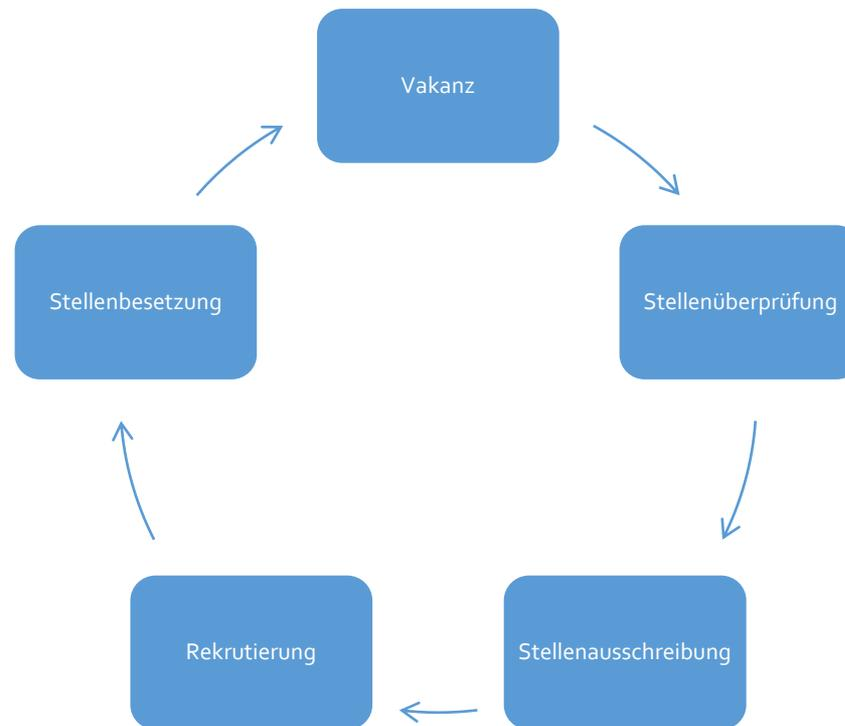 Vakanz
Stellenüberprüfung
Stellenausschreibung
Rekrutierung
Stellenbesetzung